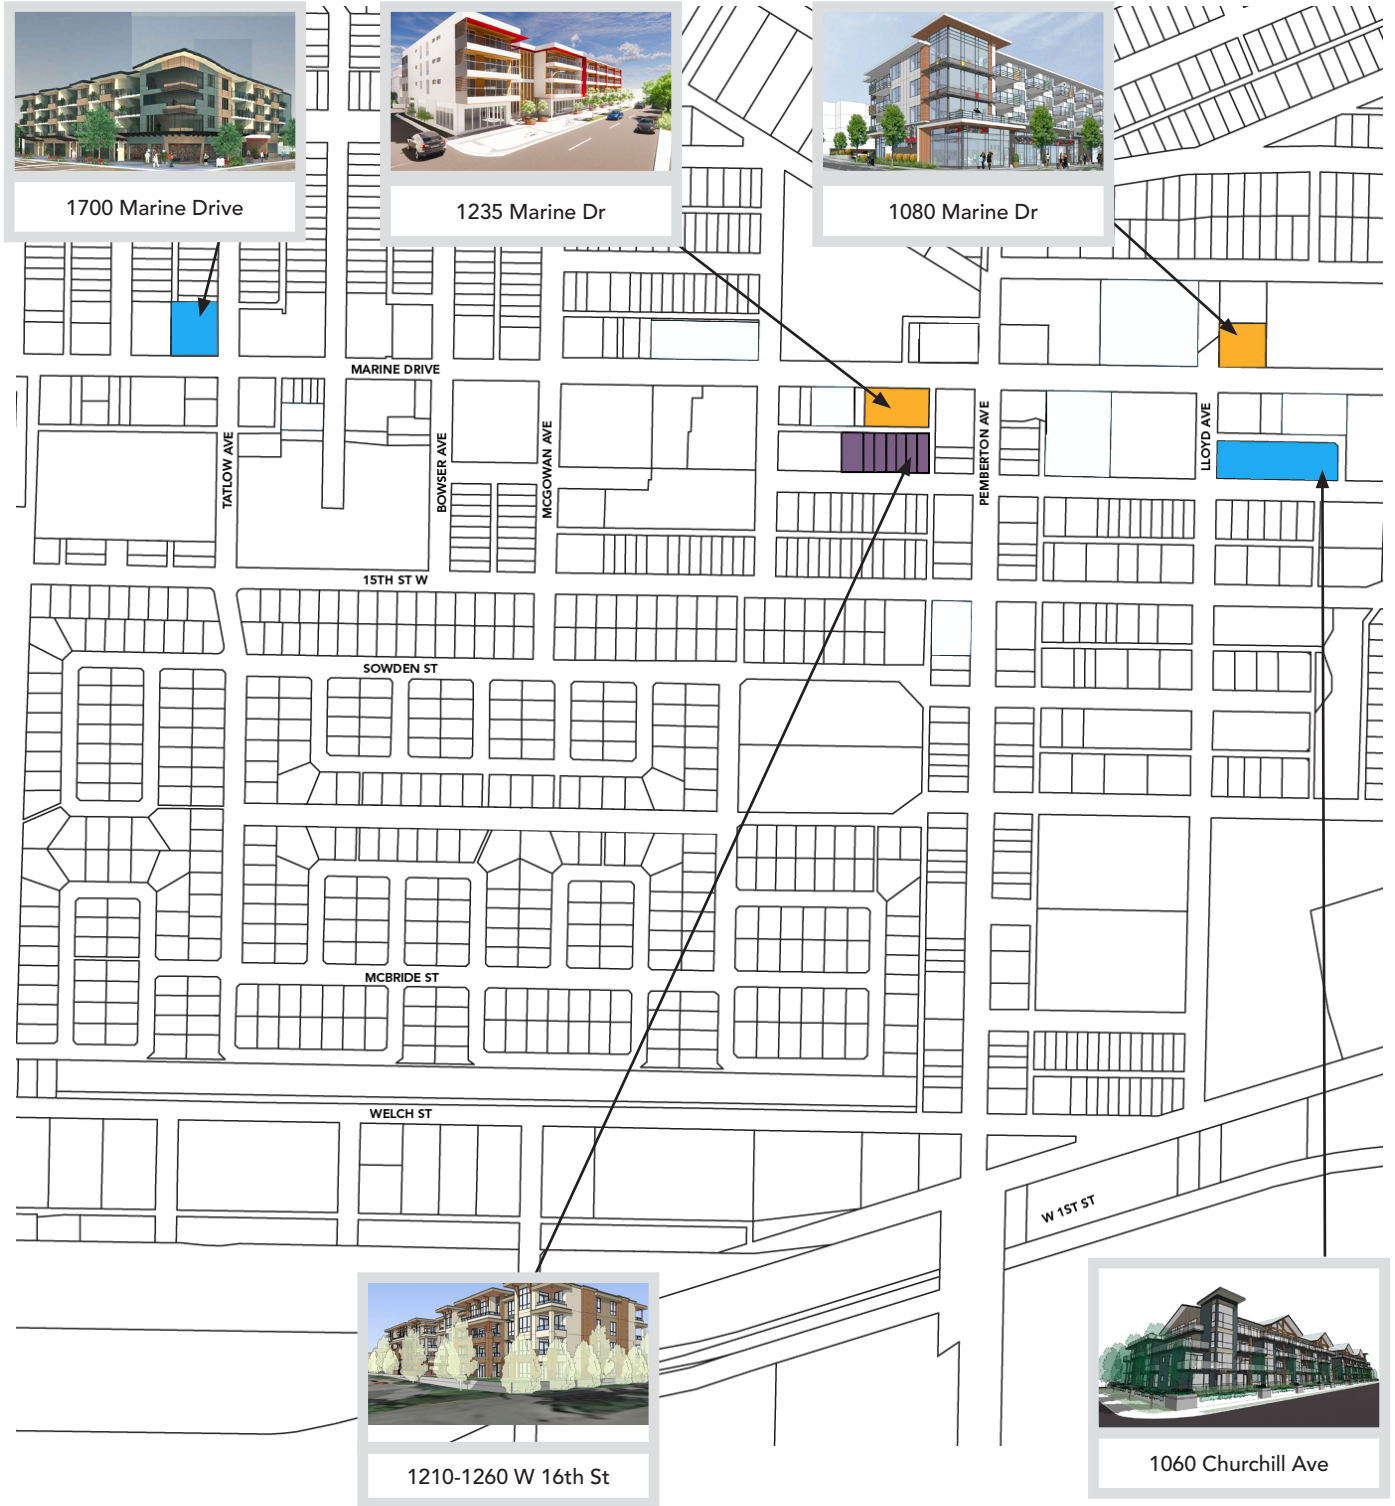 1700 Marine Drive
1235 Marine Dr
1080 Marine Dr
MARINE DRIVE
TATLOW AVE
BOWSER AVE
MCGOWAN AVE
PEMBERTON AVE
LLOYD AVE
15TH ST W
SOWDEN ST
MCBRIDE ST
WELCH ST
W 1ST ST
1210-1260 W 16th St
1060 Churchill Ave